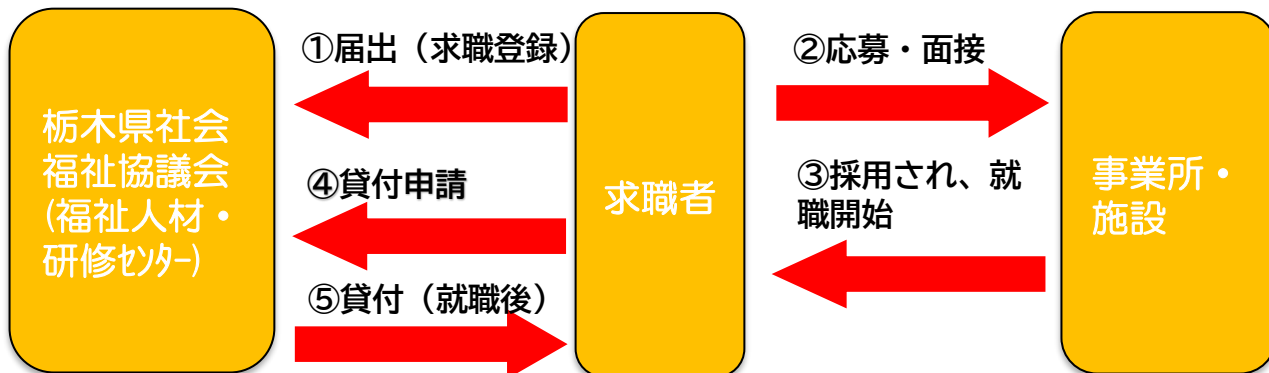 栃木県社会
福祉協議会
(福祉人材・
研修ｾﾝﾀｰ)
①届出（求職登録）
④貸付申請
⑤貸付（就職後）
求職者
②応募・面接
③採用され、就
職開始
事業所・
施設